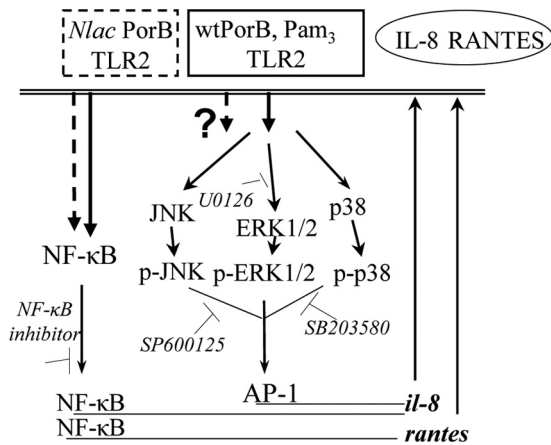 Nlac PorB
TLR2
wtPorB, Pam3
TLR2
IL-8 RANTES
?
U0126
JNK
ERK1/2
p38
NF-κB
p-JNK
p-ERK1/2
p-p38
NF-κB
inhibitor
SP600125
SB203580
NF-κB
AP-1
il-8
NF-κB
rantes